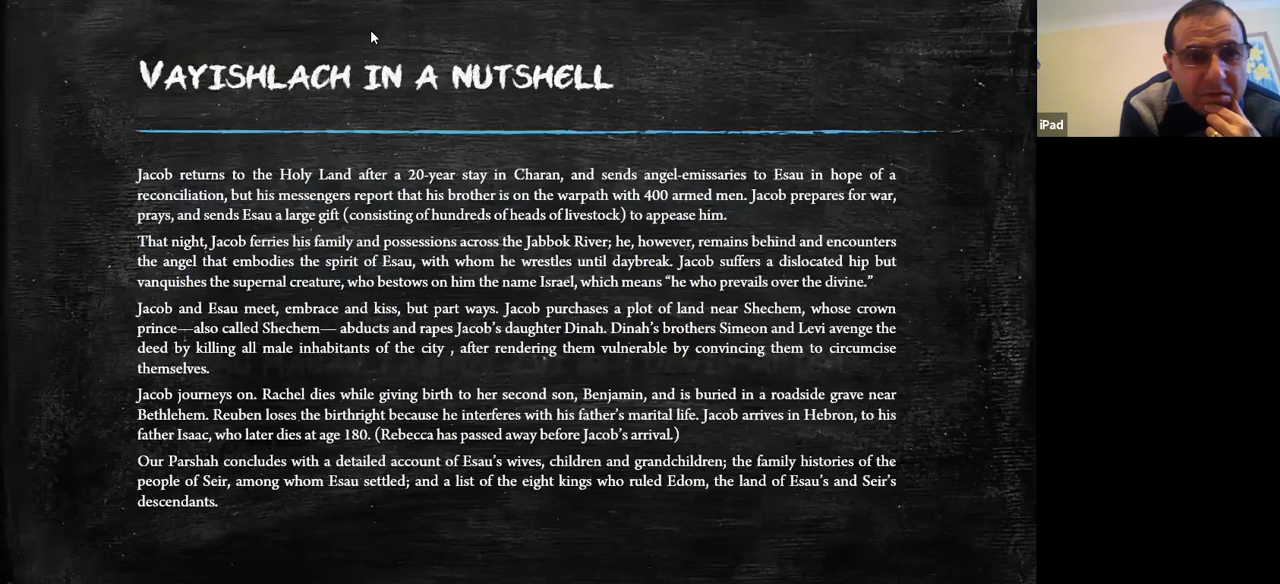 Vayishlach in a nutshell
Jacob returns to the Holy Land after a 20-year stay in Charan, and sends angel-emissaries to Esau in hope of a
reconciliation, but his messengers report that his brother is on the warpath with 400 armed men. Jacob prepares for war,
prays, and sends Esau a large gift (consisting of hundreds of heads of livestock) to appease him.
That night, Jacob ferries his family and possessions across the Jabbok River; he, however, remains behind and encounters
the angel that embodies the spirit of Esau, with whom he wrestles until daybreak. Jacob suffers a dislocated hip but
vanquishes the supernal creature, who bestows on him the name Israel, which means “he who prevails over the divine.”
Jacob and Esau meet, embrace and kiss, but part ways. Jacob purchases a plot of land near Shechem, whose crown
prince—also called Shechem— abducts and rapes Jacob’s daughter Dinah. Dinah’s brothers Simeon and Levi avenge the
deed by killing all male inhabitants of the city , after rendering them vulnerable by convincing them to circumcise
themselves.
Jacob journeys on. Rachel dies while giving birth to her second son, Benjamin, and is buried in a roadside grave near
Bethlehem. Reuben loses the birthright because he interferes with his father’s marital life. Jacob arrives in Hebron, to his
father Isaac, who later dies at age 180. (Rebecca has passed away before Jacob’s arrival.)
Our Parshah concludes with a detailed account of Esau’s wives, children and grandchildren; the family histories of the
people of Seir, among whom Esau settled; and a list of the eight kings who ruled Edom, the land of Esau’s and Seir’s
descendants.
iPad